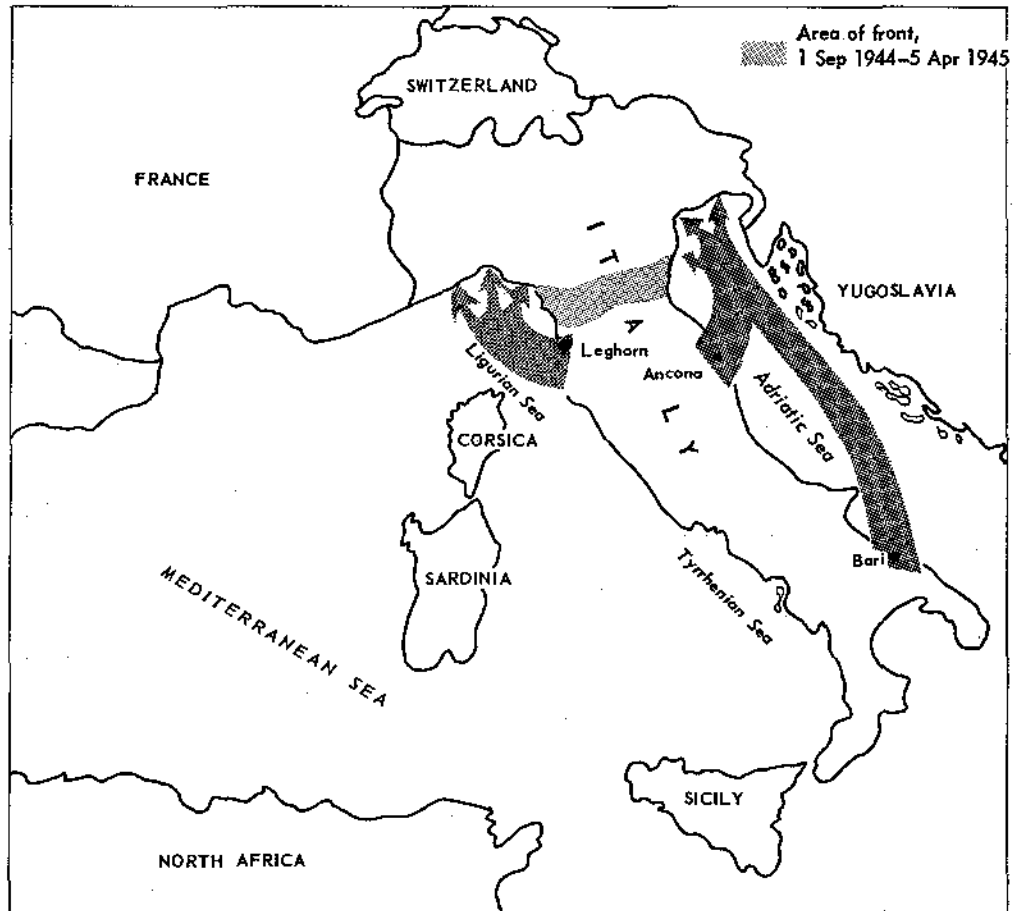 Area of front,
1 Sep 1944–5 Apr 1945
SWITZERLAND
FRANCE
ITALY
YUGOSLAVIA
Leghorn
Ancona
Ligurian Sea
Adriatic Sea
CORSICA
Bari
SARDINIA
Tyrrhenian Sea
MEDITERRANEAN SEA
SICILY
NORTH AFRICA